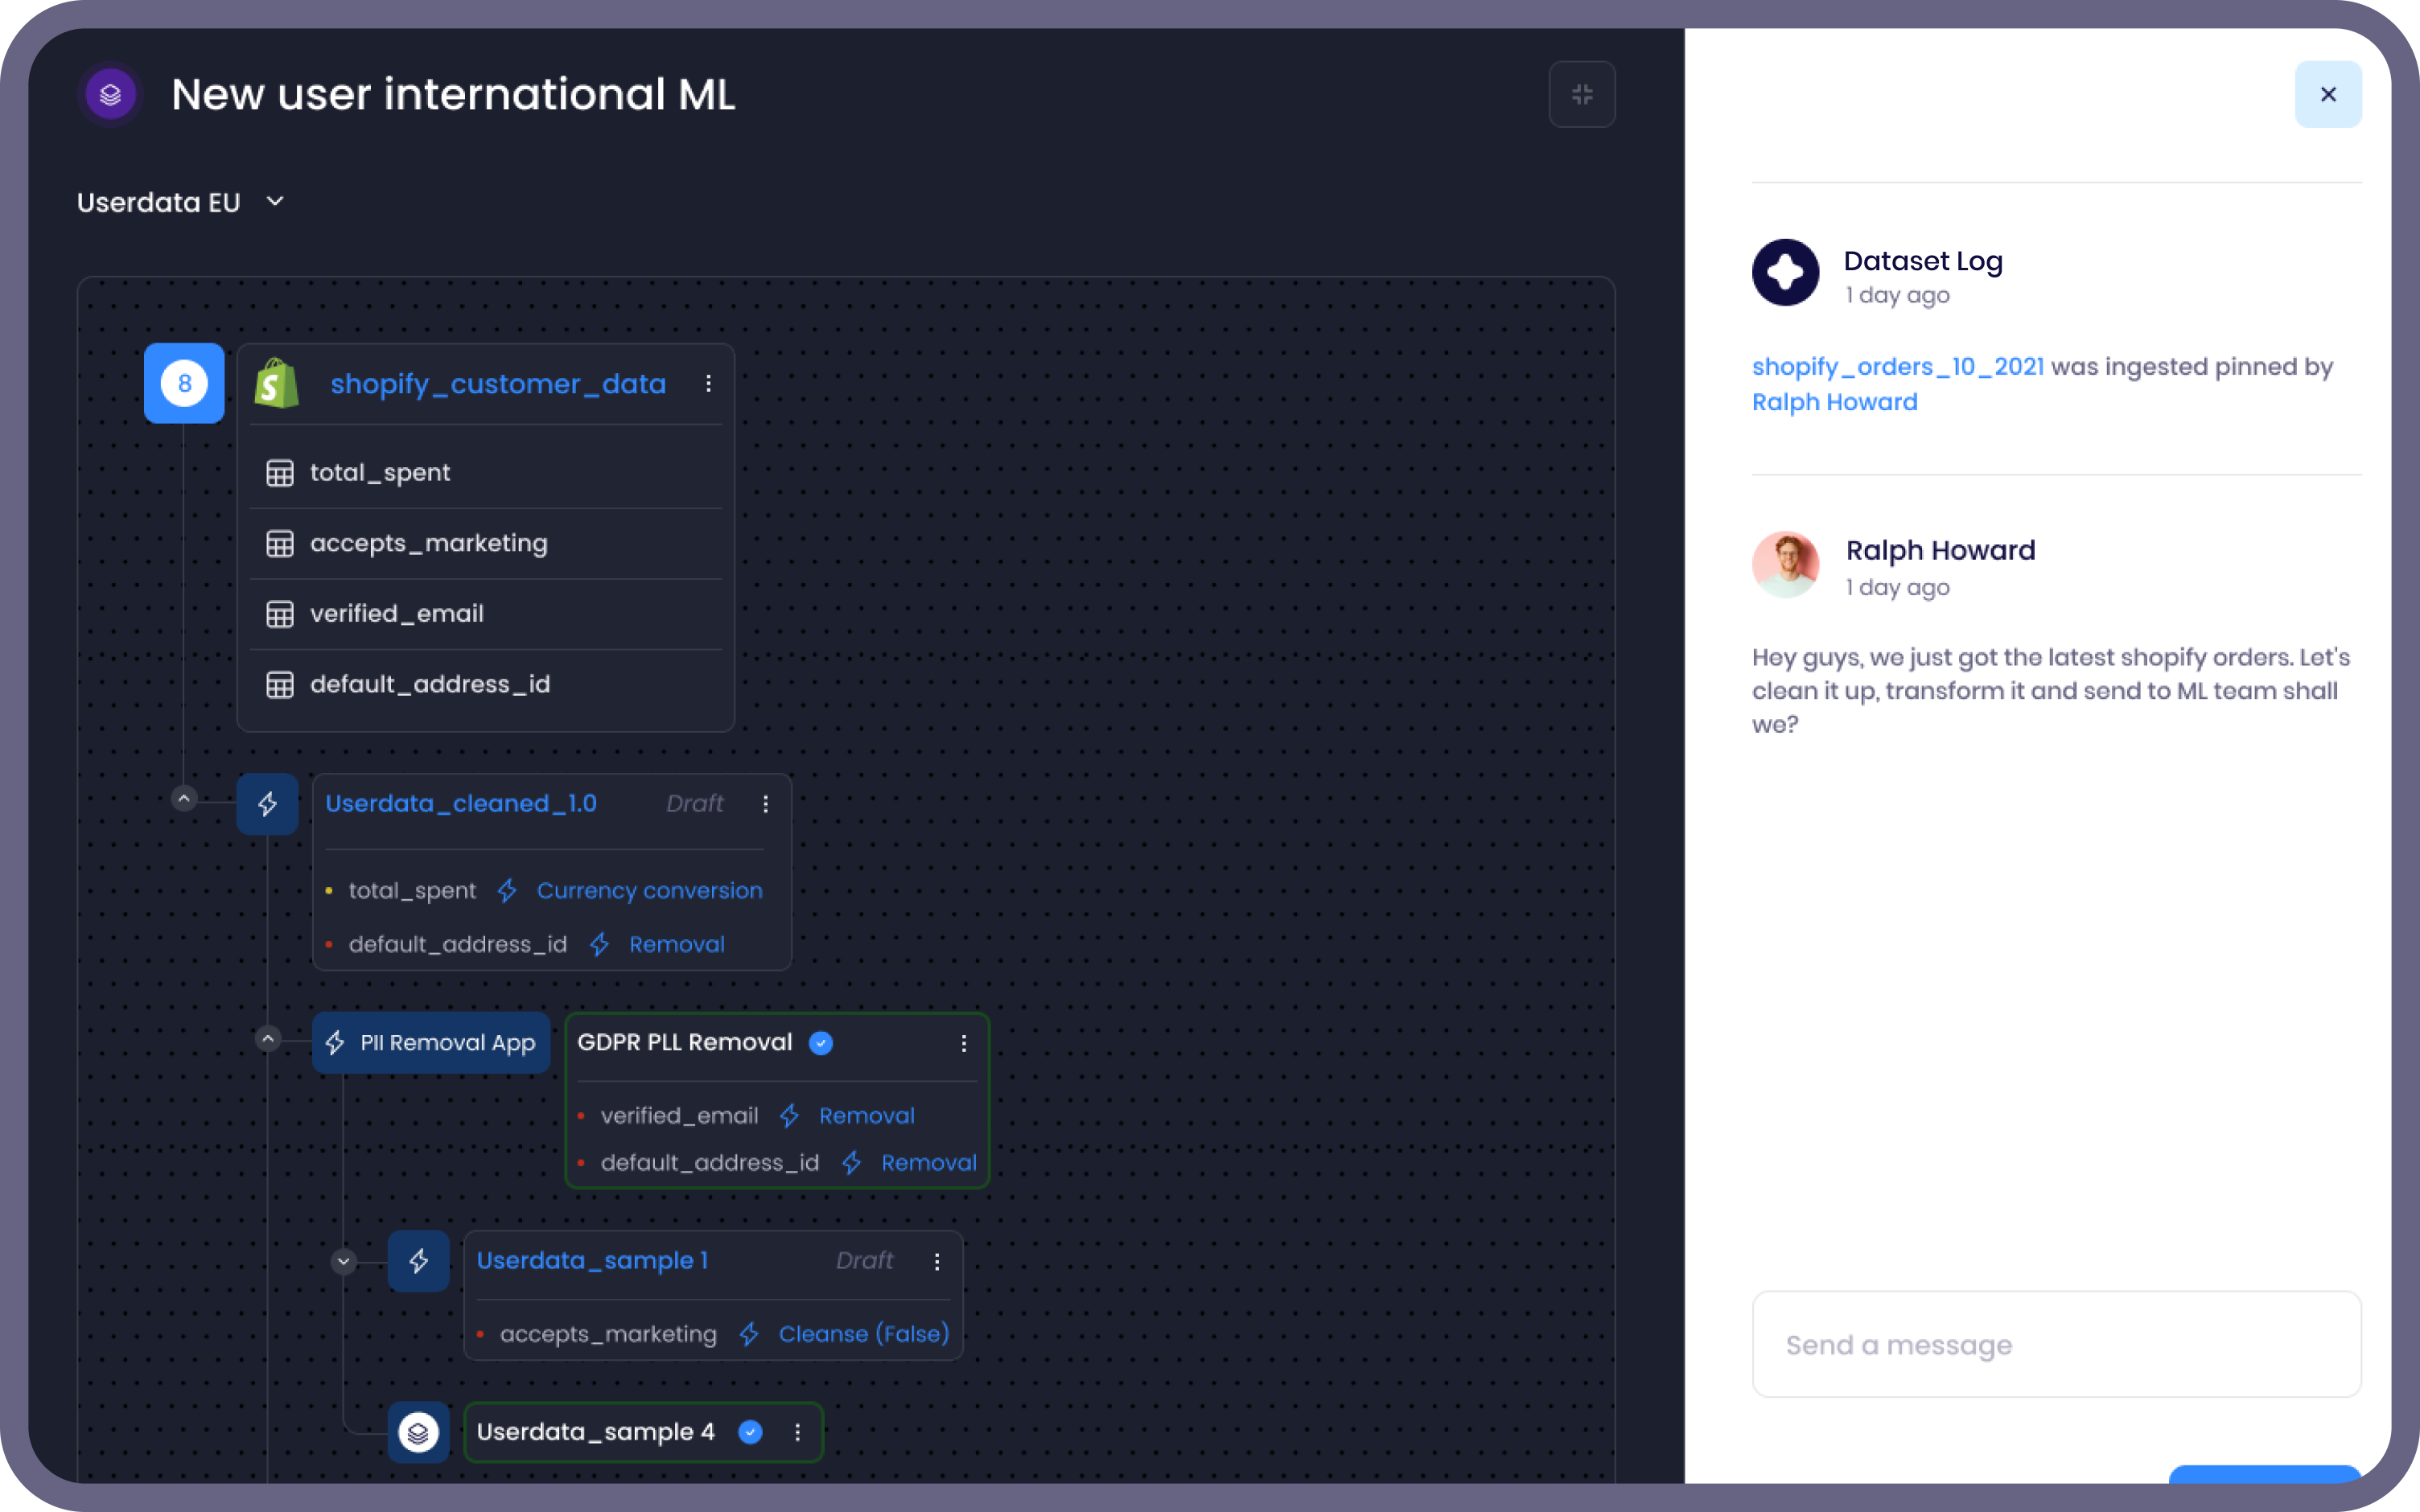 New user international ML
Userdata EU
8
shopify_customer_data
total_spent
accepts_marketing
verified_email
default_address_id
Userdata_cleaned_1.0 Draft
total_spent Currency conversion
default_address_id Removal
PII Removal App
GDPR PLL Removal
verified_email Removal
default_address_id Removal
Userdata_sample 1 Draft
accepts_marketing Cleanse (False)
Userdata_sample 4
Dataset Log
1 day ago
shopify_orders_10_2021 was ingested pinned by
Ralph Howard
Ralph Howard
1 day ago
Hey guys, we just got the latest shopify orders. Let's
clean it up, transform it and send to ML team shall
we?
Send a message